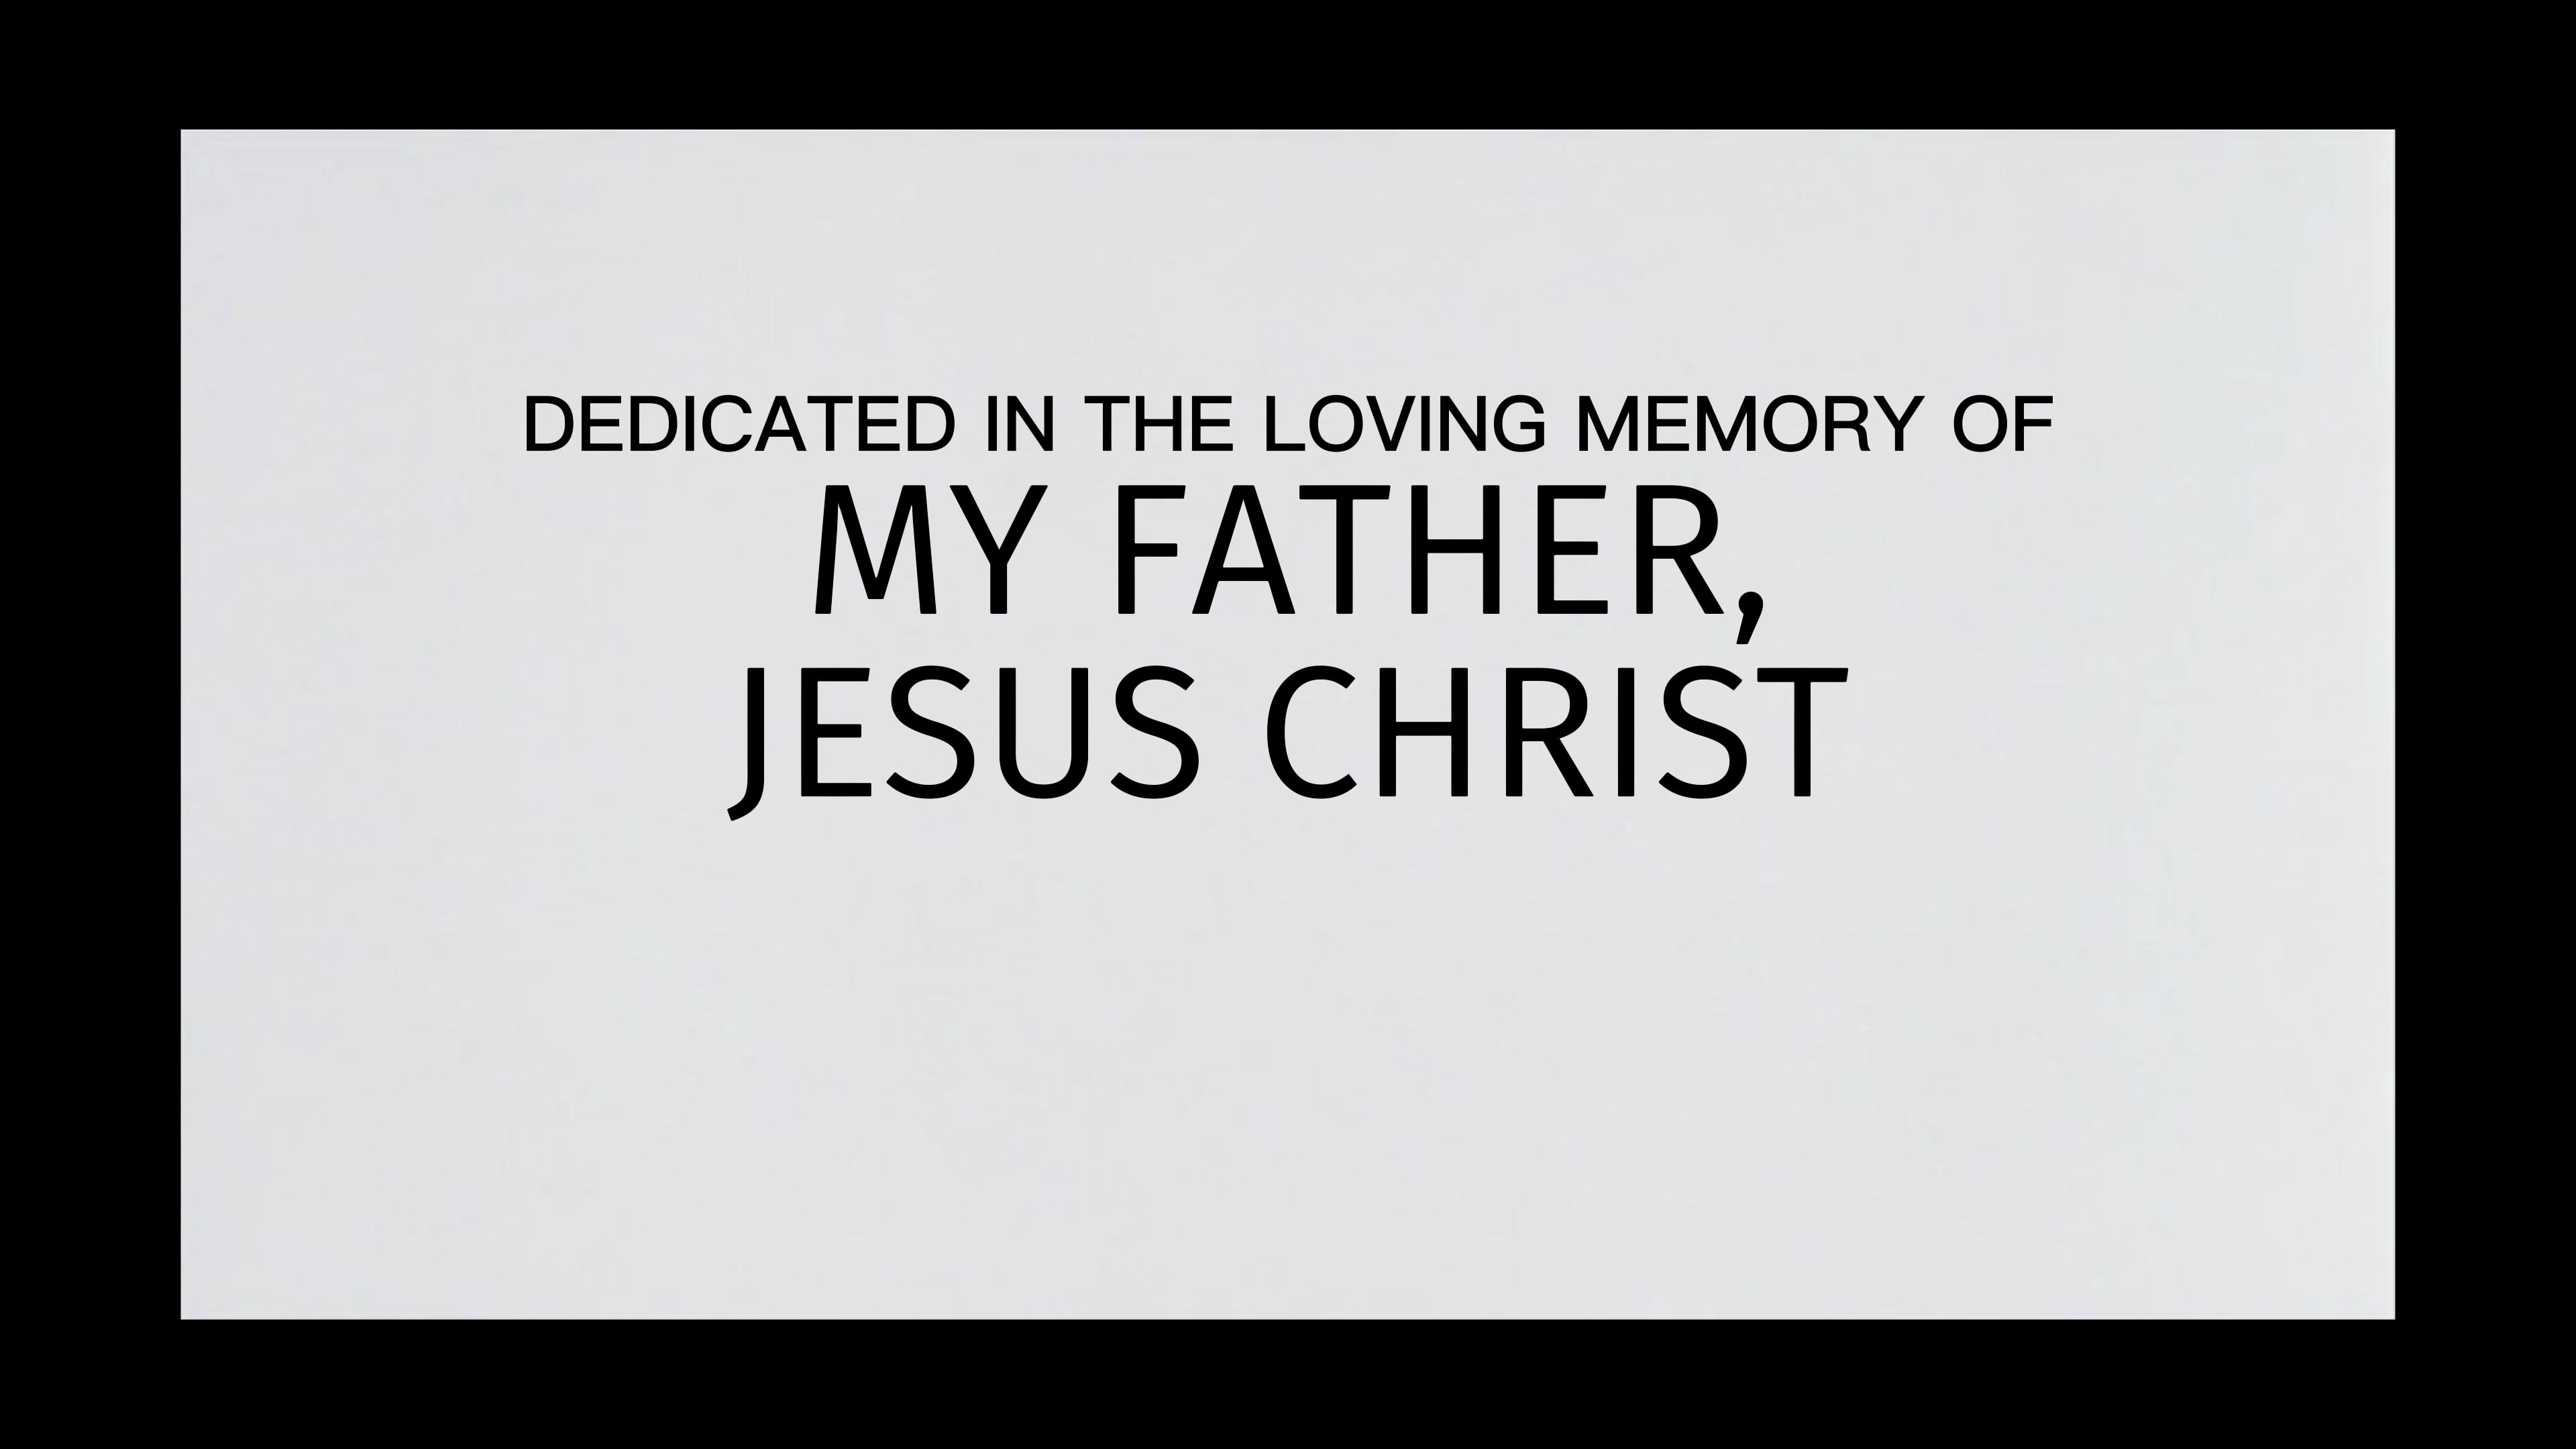 DEDICATED IN THE LOVING MEMORY OF
MY FATHER,
JESUS CHRIST